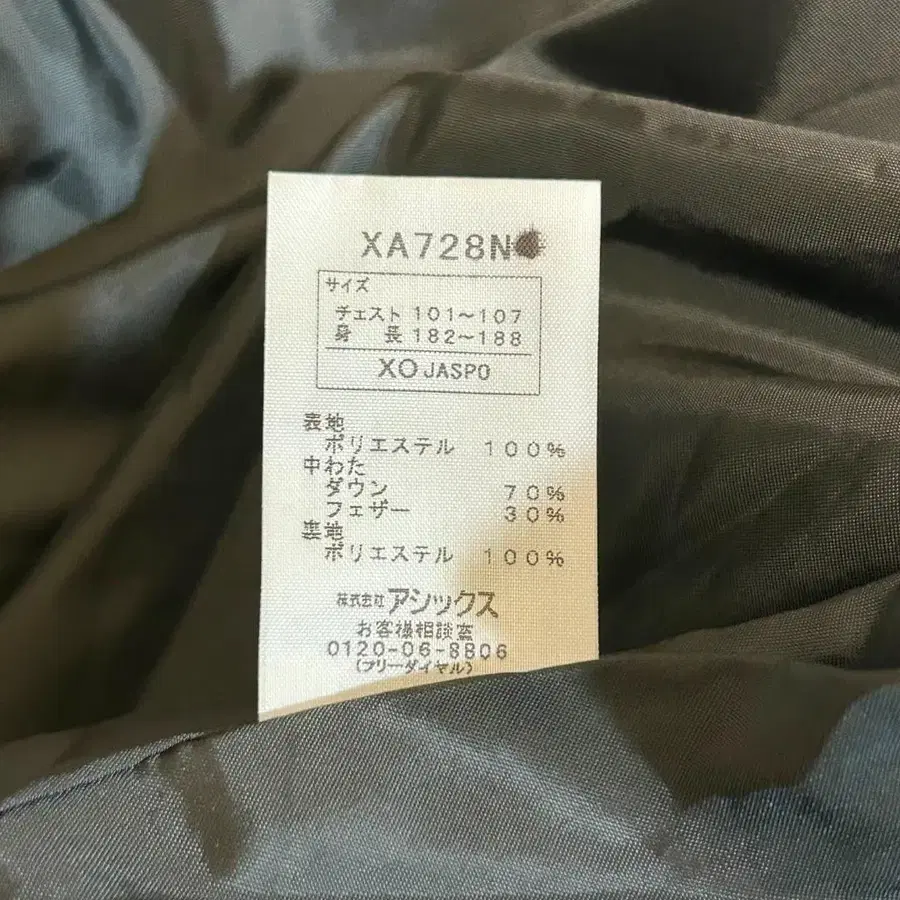 XA728N
サイズ
チェスト 101〜107
身 長 182〜188
XO JASPO
表地
ポリエステル 100%
中わた
ダウン 70%
フェザー 30%
裏地
ポリエステル 100%
株式会社 アシックス
お客様相談室
0120-06-8806
(フリーダイヤル)